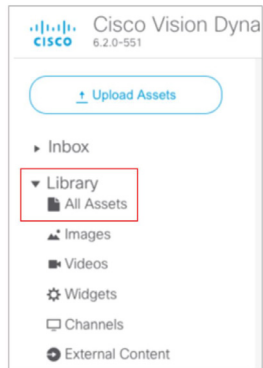 CISCO
Cisco Vision Dyna
6.2.0-551
Upload Assets
Inbox
Library
All Assets
Images
Videos
Widgets
Channels
External Content